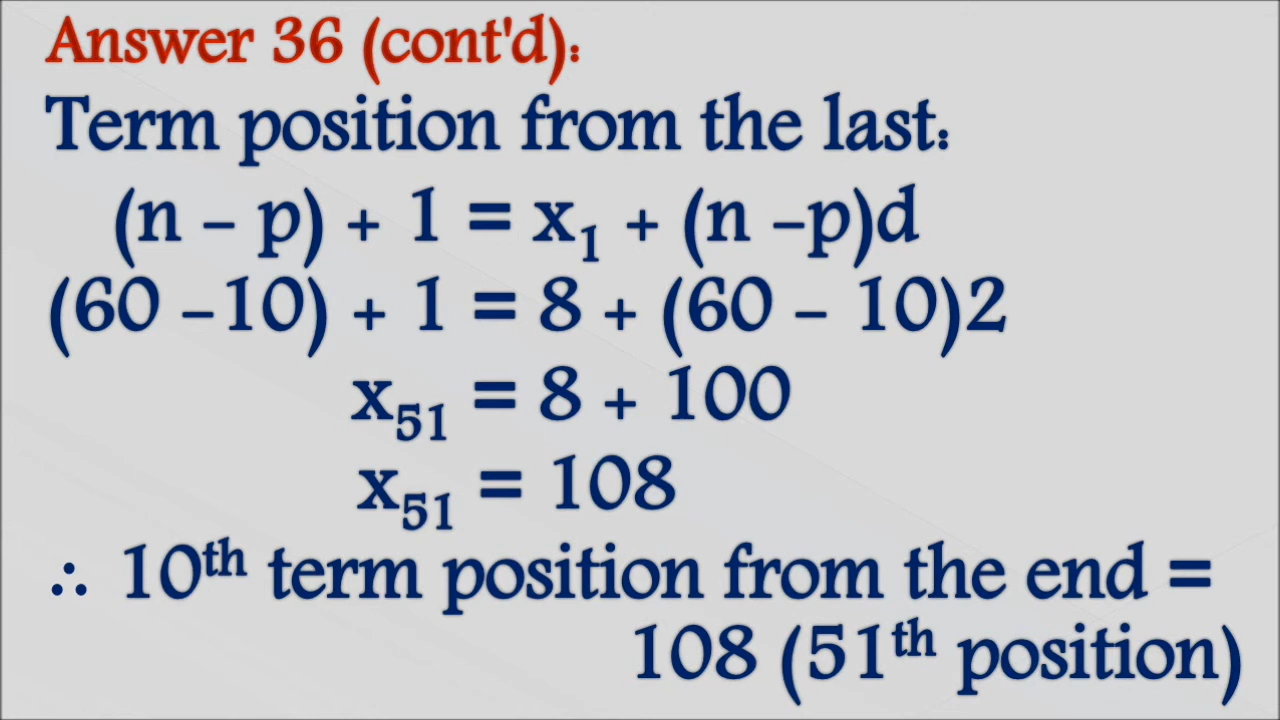 Answer 36 (cont'd):
Term position from the last:
(n – p) + 1 = x₁ + (n –p)d
(60 –10) + 1 = 8 + (60 – 10)2
x₅₁ = 8 + 100
x₅₁ = 108
∴ 10ᵗʰ term position from the end =
108 (51ᵗʰ position)